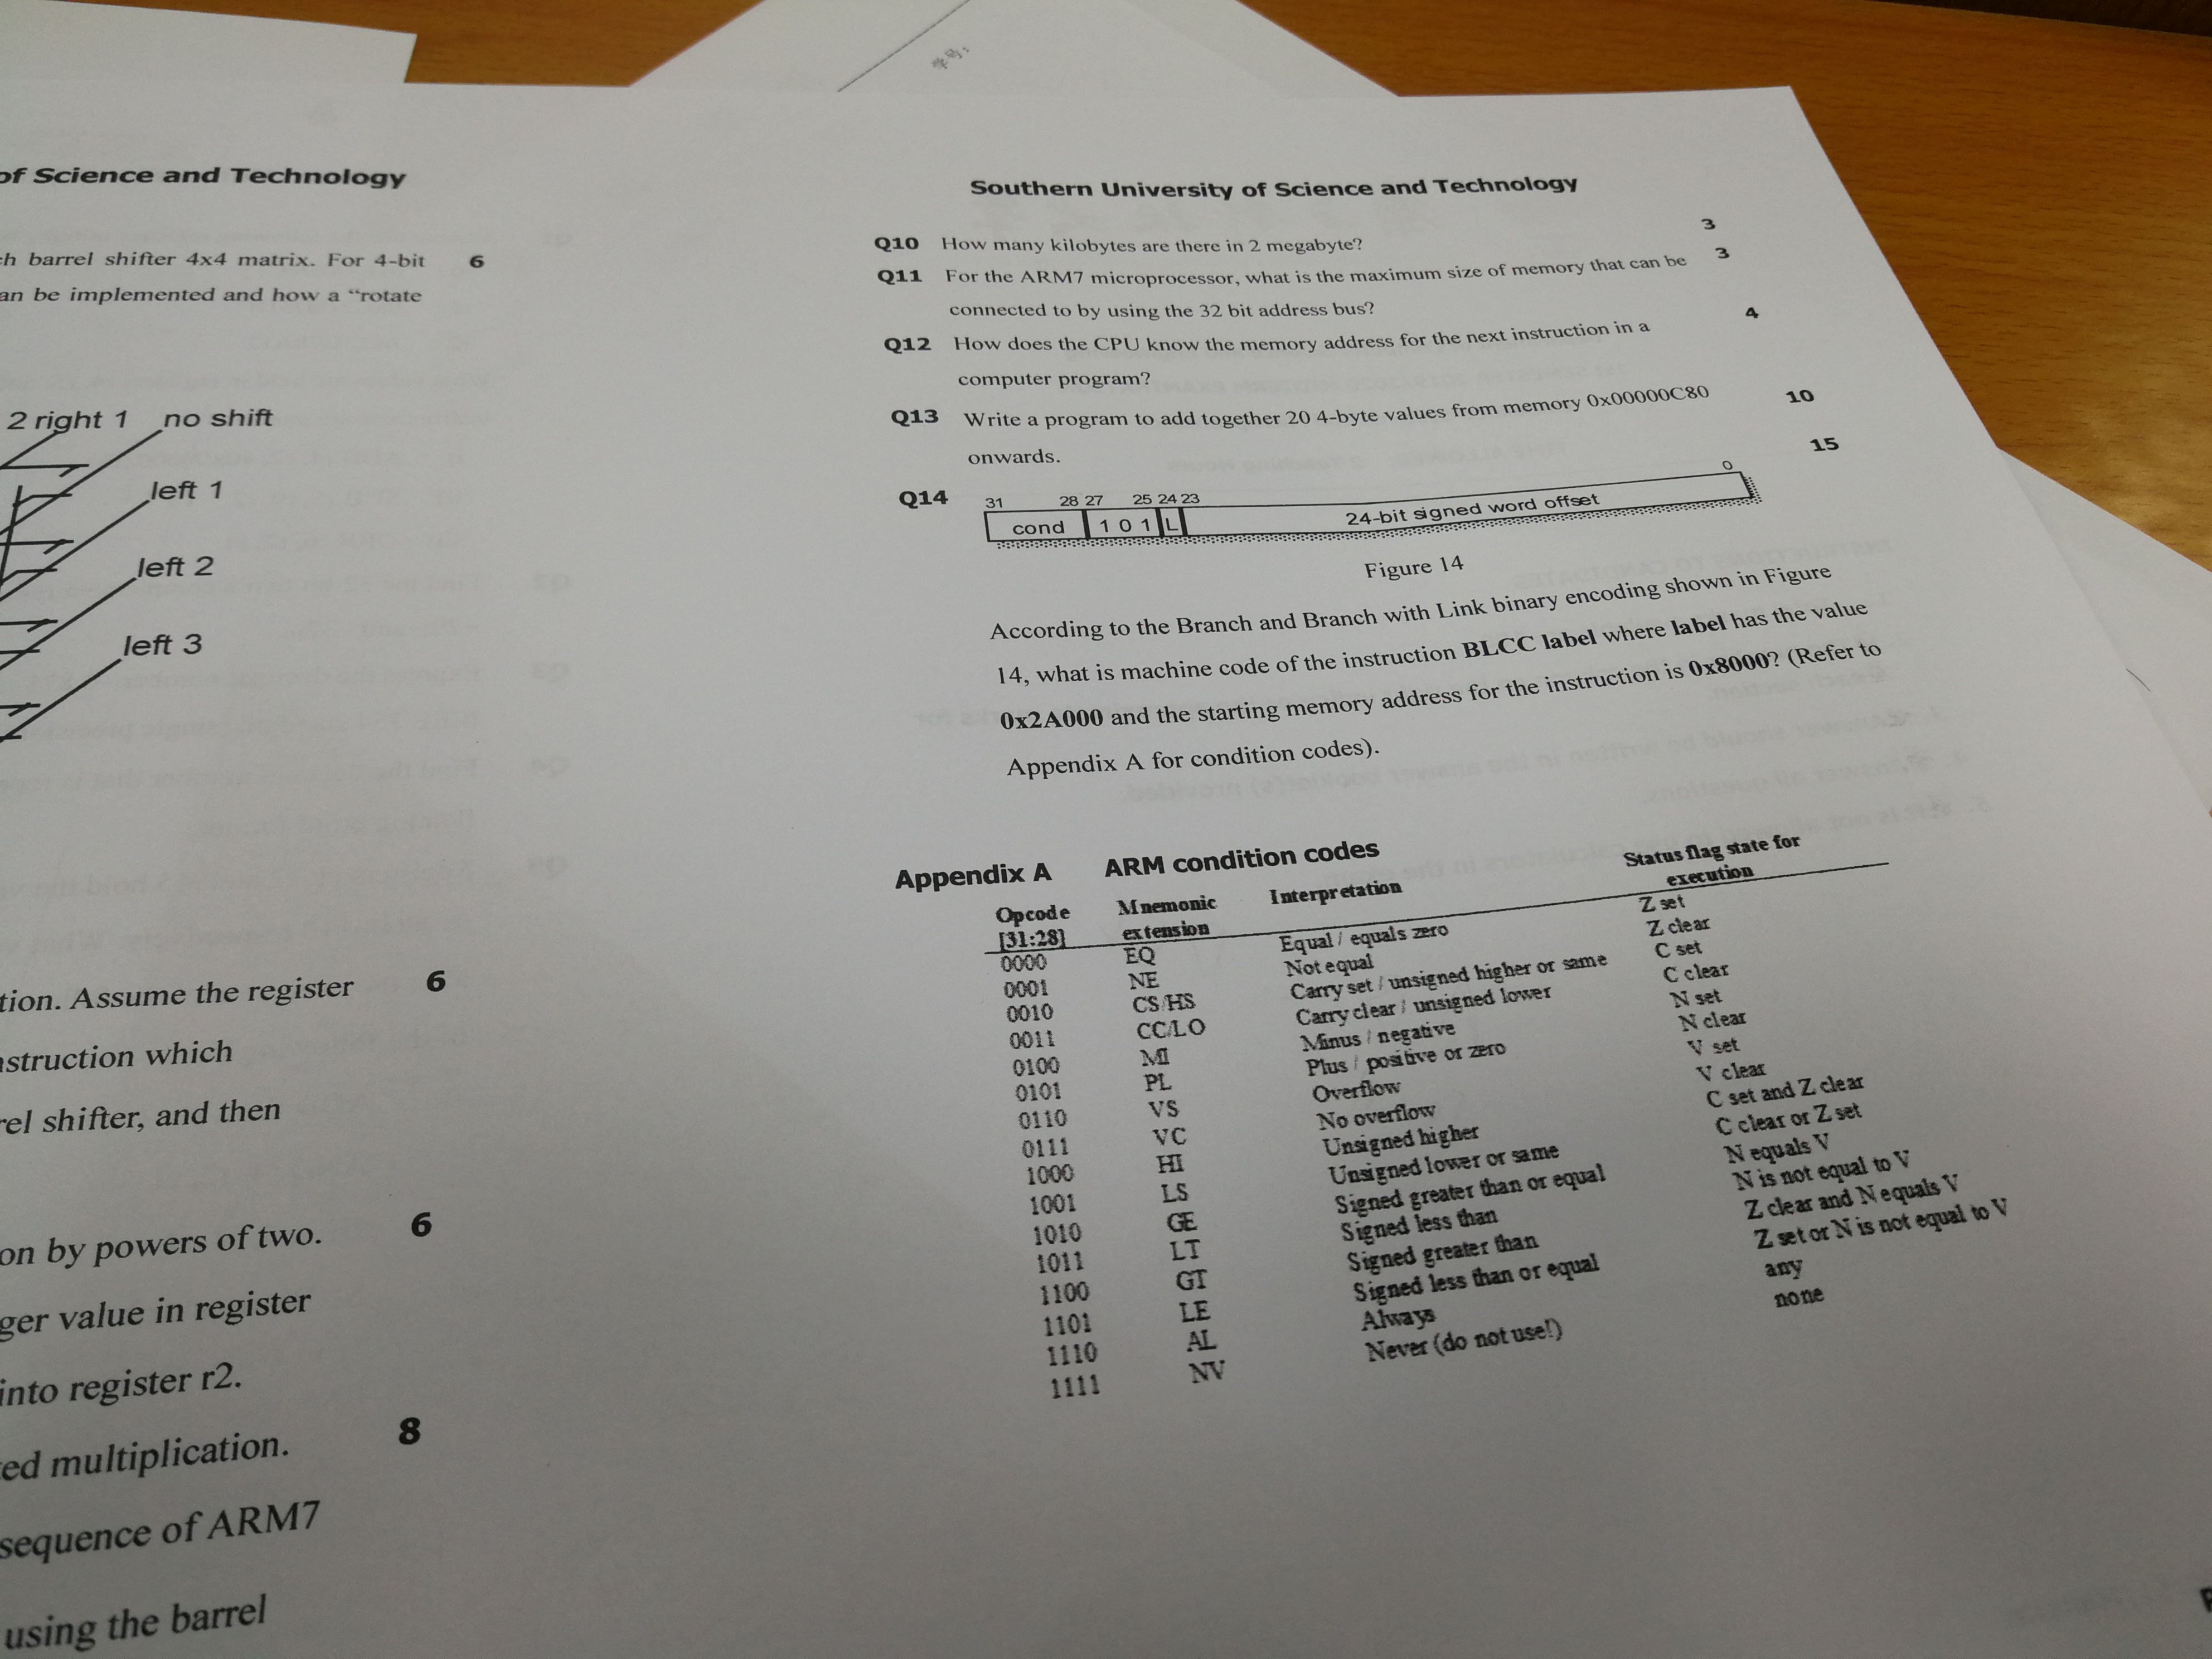 学号:
of Science and Technology
ch barrel shifter 4x4 matrix. For 4-bit 6
an be implemented and how a “rotate
2 right 1 no shift
left 1
left 2
left 3
tion. Assume the register 6
nstruction which
rel shifter, and then
on by powers of two. 6
ger value in register
into register r2.
ted multiplication. 8
sequence of ARM7
using the barrel
Southern University of Science and Technology
Q10 How many kilobytes are there in 2 megabyte? 3
Q11 For the ARM7 microprocessor, what is the maximum size of memory that can be 3
connected to by using the 32 bit address bus?
Q12 How does the CPU know the memory address for the next instruction in a 4
computer program?
Q13 Write a program to add together 20 4-byte values from memory 0x00000C80 10
onwards.
Q14 15
31 28 27 25 24 23 0
cond 1 0 1 L 24-bit signed word offset
Figure 14
According to the Branch and Branch with Link binary encoding shown in Figure
14, what is machine code of the instruction BLCC label where label has the value
0x2A000 and the starting memory address for the instruction is 0x8000? (Refer to
Appendix A for condition codes).
Appendix A ARM condition codes
Opcode [31:28] Mnemonic extension Interpretation Status flag state for execution
0000 EQ Equal / equals zero Z set
0001 NE Not equal Z clear
0010 CS/HS Carry set / unsigned higher or same C set
0011 CC/LO Carry clear / unsigned lower C clear
0100 MI Minus / negative N set
0101 PL Plus / positive or zero N clear
0110 VS Overflow V set
0111 VC No overflow V clear
1000 HI Unsigned higher C set and Z clear
1001 LS Unsigned lower or same C clear or Z set
1010 GE Signed greater than or equal N equals V
1011 LT Signed less than N is not equal to V
1100 GT Signed greater than Z clear and N equals V
1101 LE Signed less than or equal Z set or N is not equal to V
1110 AL Always any
1111 NV Never (do not use!) none